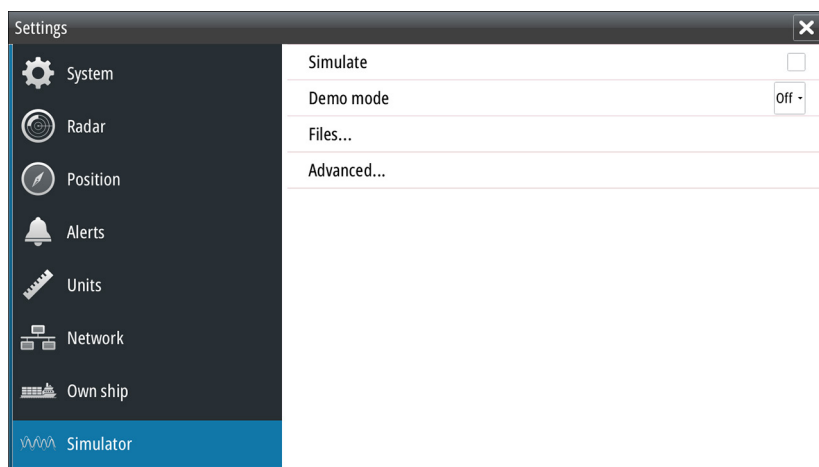 Settings
System
Radar
Position
Alerts
Units
Network
Own ship
Simulator
Simulate
Demo mode
Off
Files...
Advanced...